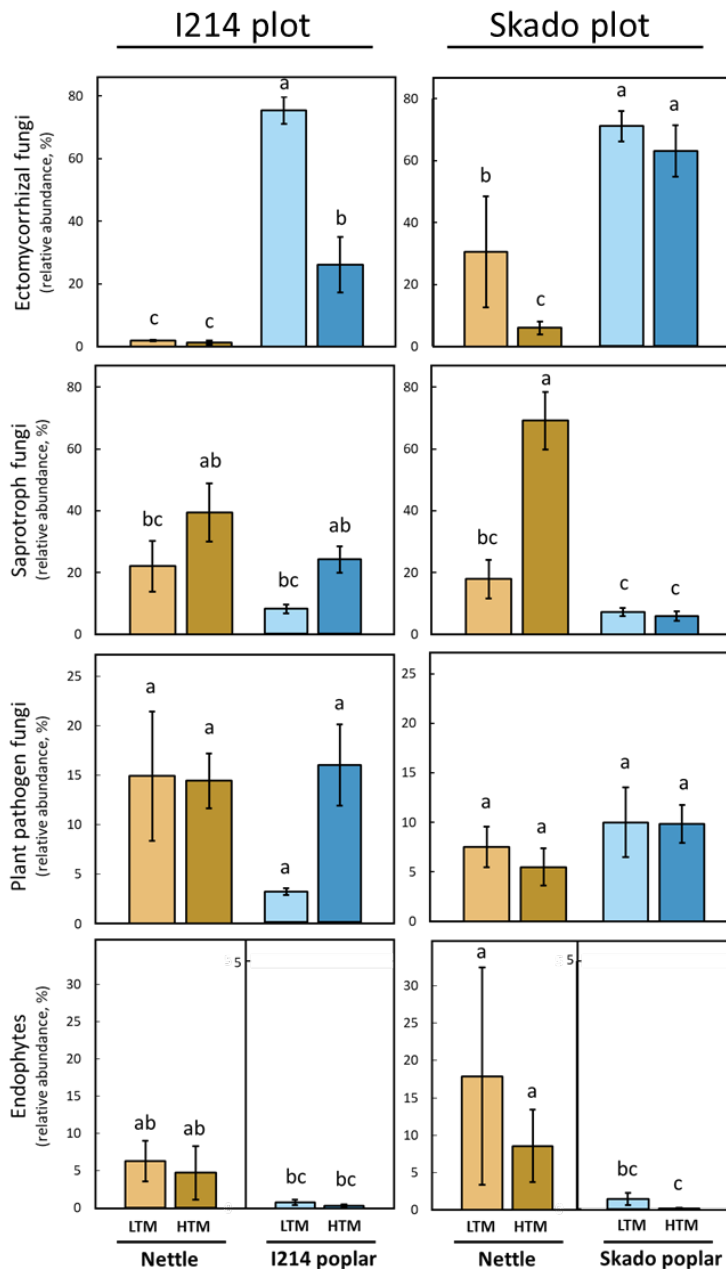 I214 plot
Skado plot
Ectomycorrhizal fungi
(relative abundance, %)
80
60
40
20
0
c
c
a
b
80
60
40
20
0
b
c
a
a
Saprotroph fungi
(relative abundance, %)
80
60
40
20
0
bc
ab
bc
ab
80
60
40
20
0
bc
a
c
c
Plant pathogen fungi
(relative abundance, %)
25
20
15
10
5
0
a
a
a
a
25
20
15
10
5
0
a
a
a
a
Endophytes
(relative abundance, %)
30
25
20
15
10
5
0
5
ab
ab
bc
bc
30
25
20
15
10
5
0
5
a
a
bc
c
LTM HTM LTM HTM LTM HTM LTM HTM
Nettle I214 poplar Nettle Skado poplar